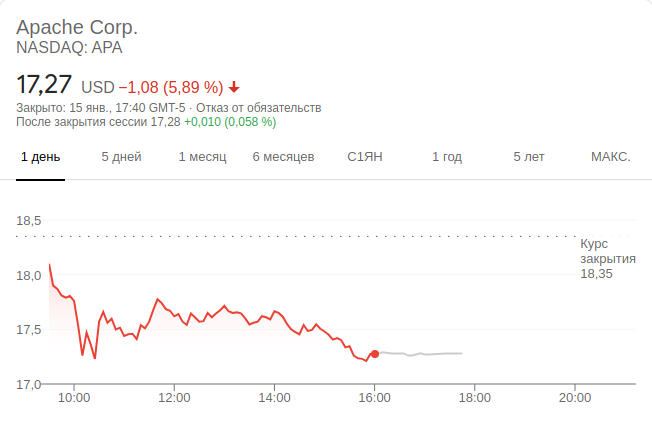 Apache Corp.
NASDAQ: APA
17,27 USD −1,08 (5,89 %)
Закрыто: 15 янв., 17:40 GMT-5 · Отказ от обязательств
После закрытия сессии 17,28 +0,010 (0,058 %)
1 день 5 дней 1 месяц 6 месяцев С1ЯН 1 год 5 лет МАКС.
18,5
Курс
закрытия
18,35
18,0
17,5
17,0
10:00 12:00 14:00 16:00 18:00 20:00